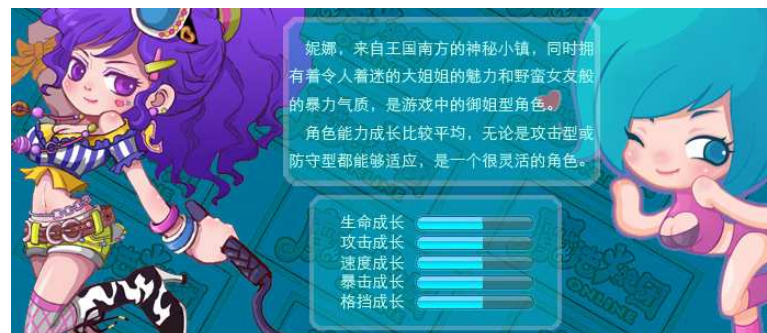 妮娜，来自王国南方的神秘小镇，同时拥
有着令人着迷的大姐姐的魅力和野蛮女友般
的暴力气质，是游戏中的御姐型角色。
角色能力成长比较平均，无论是攻击型或
防守型都能够适应，是一个很灵活的角色。
生命成长
攻击成长
速度成长
暴击成长
格挡成长
ONLINE